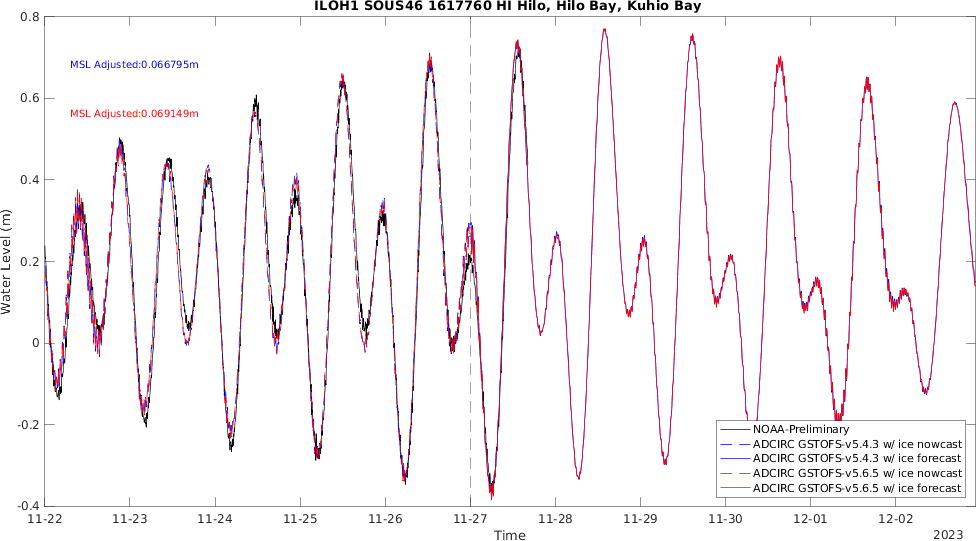 ILOH1 SOUS46 1617760 HI Hilo, Hilo Bay, Kuhio Bay
MSL Adjusted:0.066795m
MSL Adjusted:0.069149m
Water Level (m)
0.8
0.6
0.4
0.2
0
-0.2
-0.4
NOAA-Preliminary
ADCIRC GSTOFS-v5.4.3 w/ ice nowcast
ADCIRC GSTOFS-v5.4.3 w/ ice forecast
ADCIRC GSTOFS-v5.6.5 w/ ice nowcast
ADCIRC GSTOFS-v5.6.5 w/ ice forecast
11-22 11-23 11-24 11-25 11-26 11-27 11-28 11-29 11-30 12-01 12-02
Time
2023